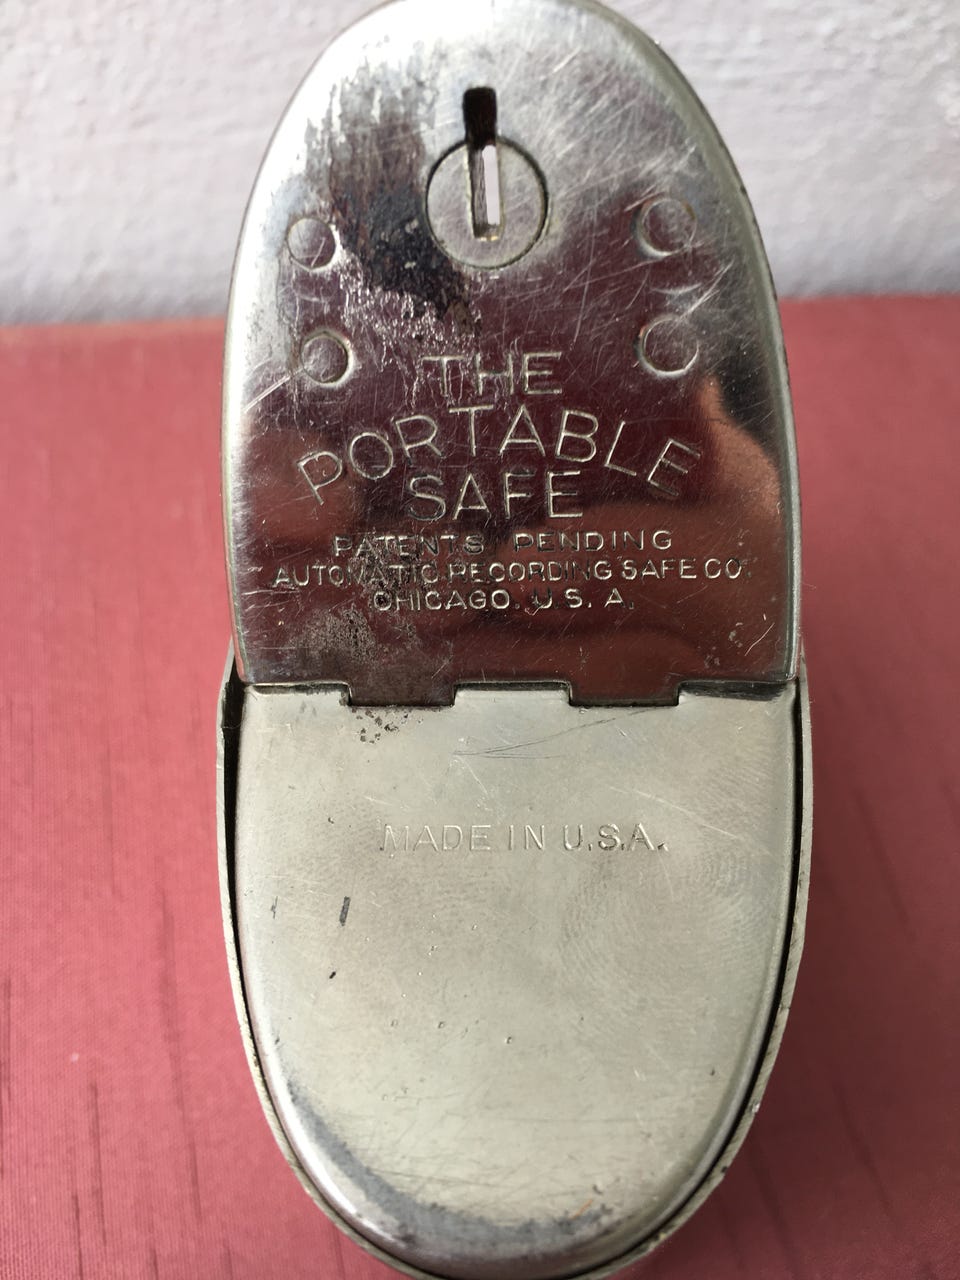 THE
PORTABLE
SAFE
PATENTS PENDING
AUTOMATIC RECORDING SAFE CO.
CHICAGO. U.S.A.
MADE IN U.S.A.